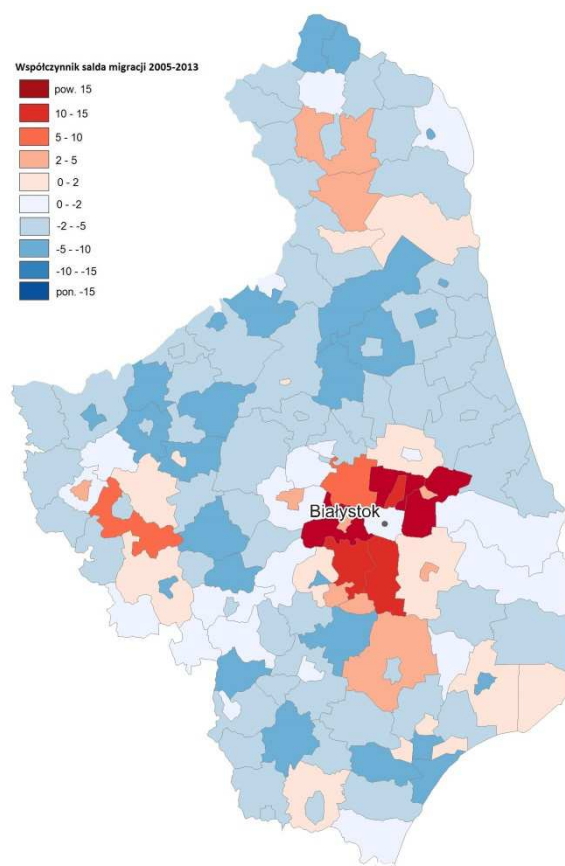 Współczynnik salda migracji 2005-2013
pow. 15
10 - 15
5 - 10
2 - 5
0 - 2
0 - -2
-2 - -5
-5 - -10
-10 - -15
pon. -15
Białystok